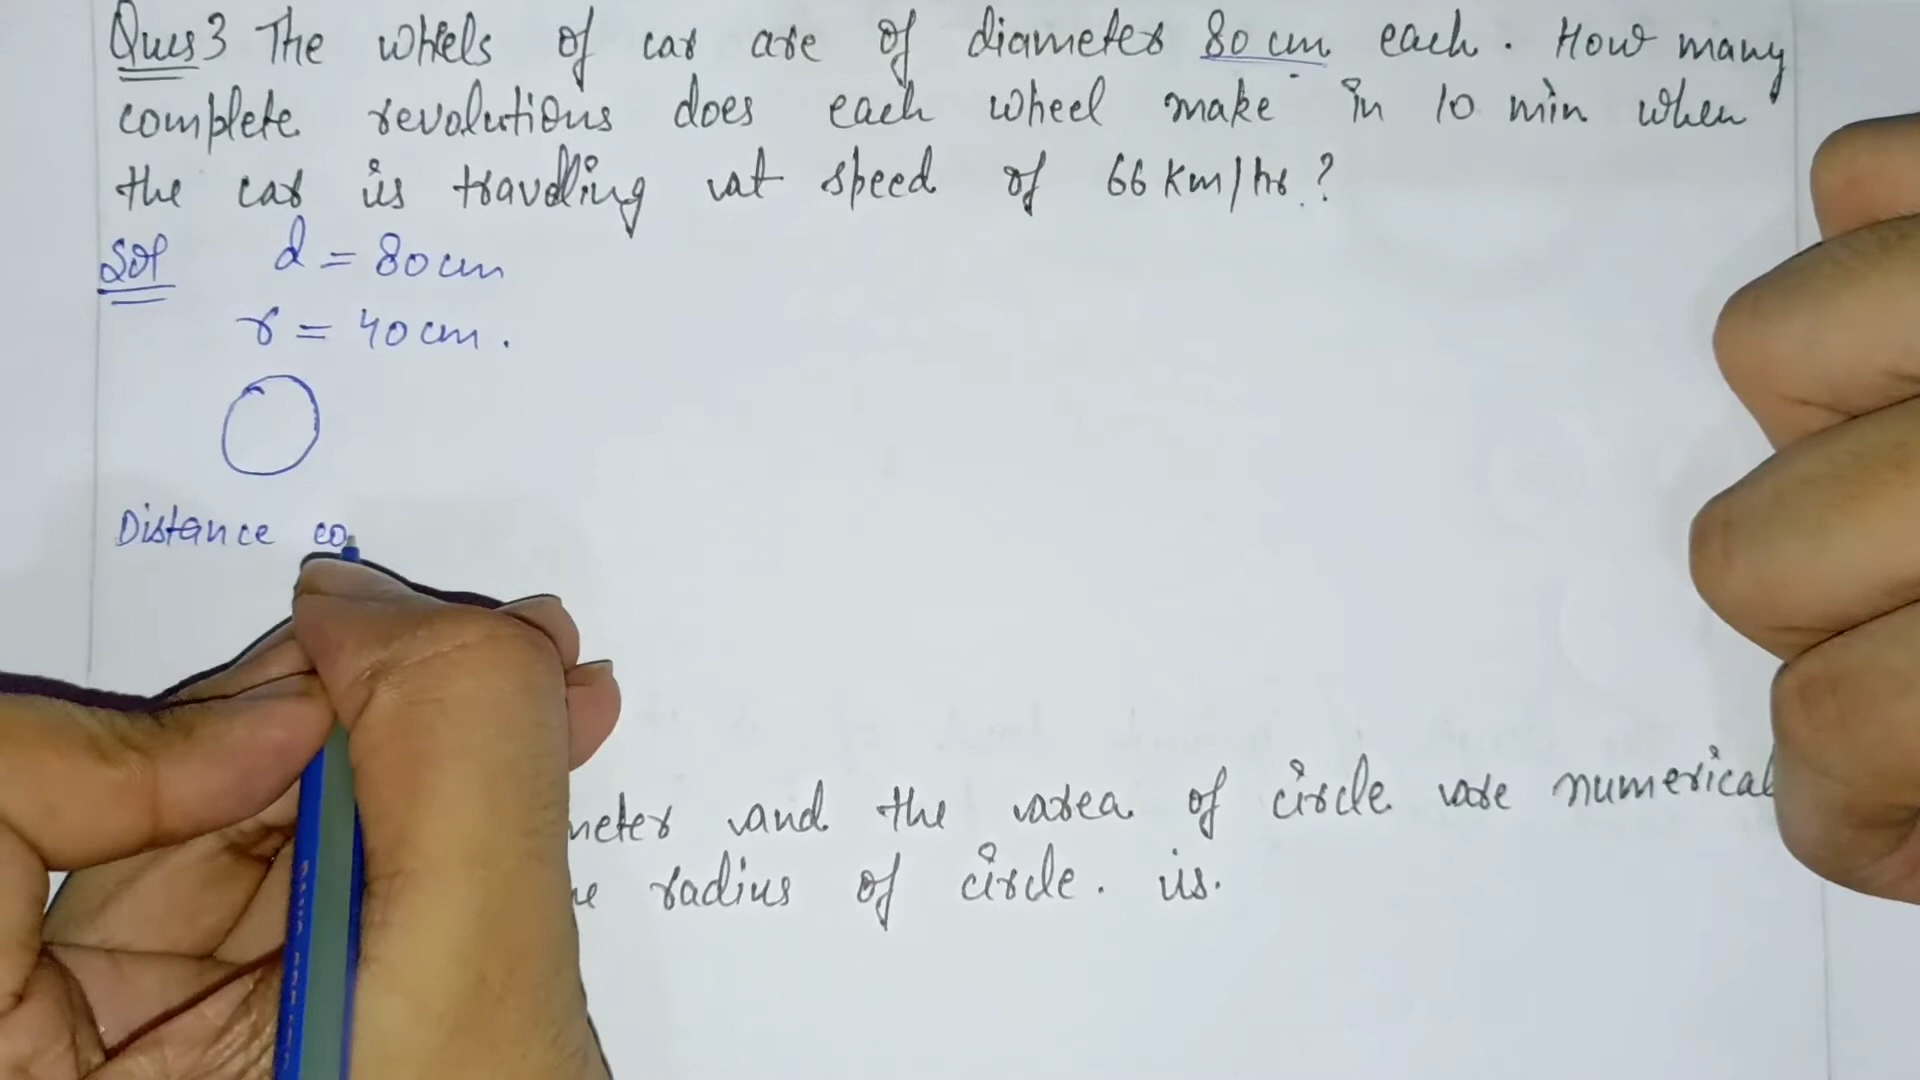 Ques 3 The wheels of car are of diameter 80 cm each. How many
complete revolutions does each wheel make in 10 min when
the car is travelling at speed of 66 Km/hr.?
Sol d = 80 cm
r = 40 cm.
Distance co
and the area of circle are numerical
radius of circle. is.